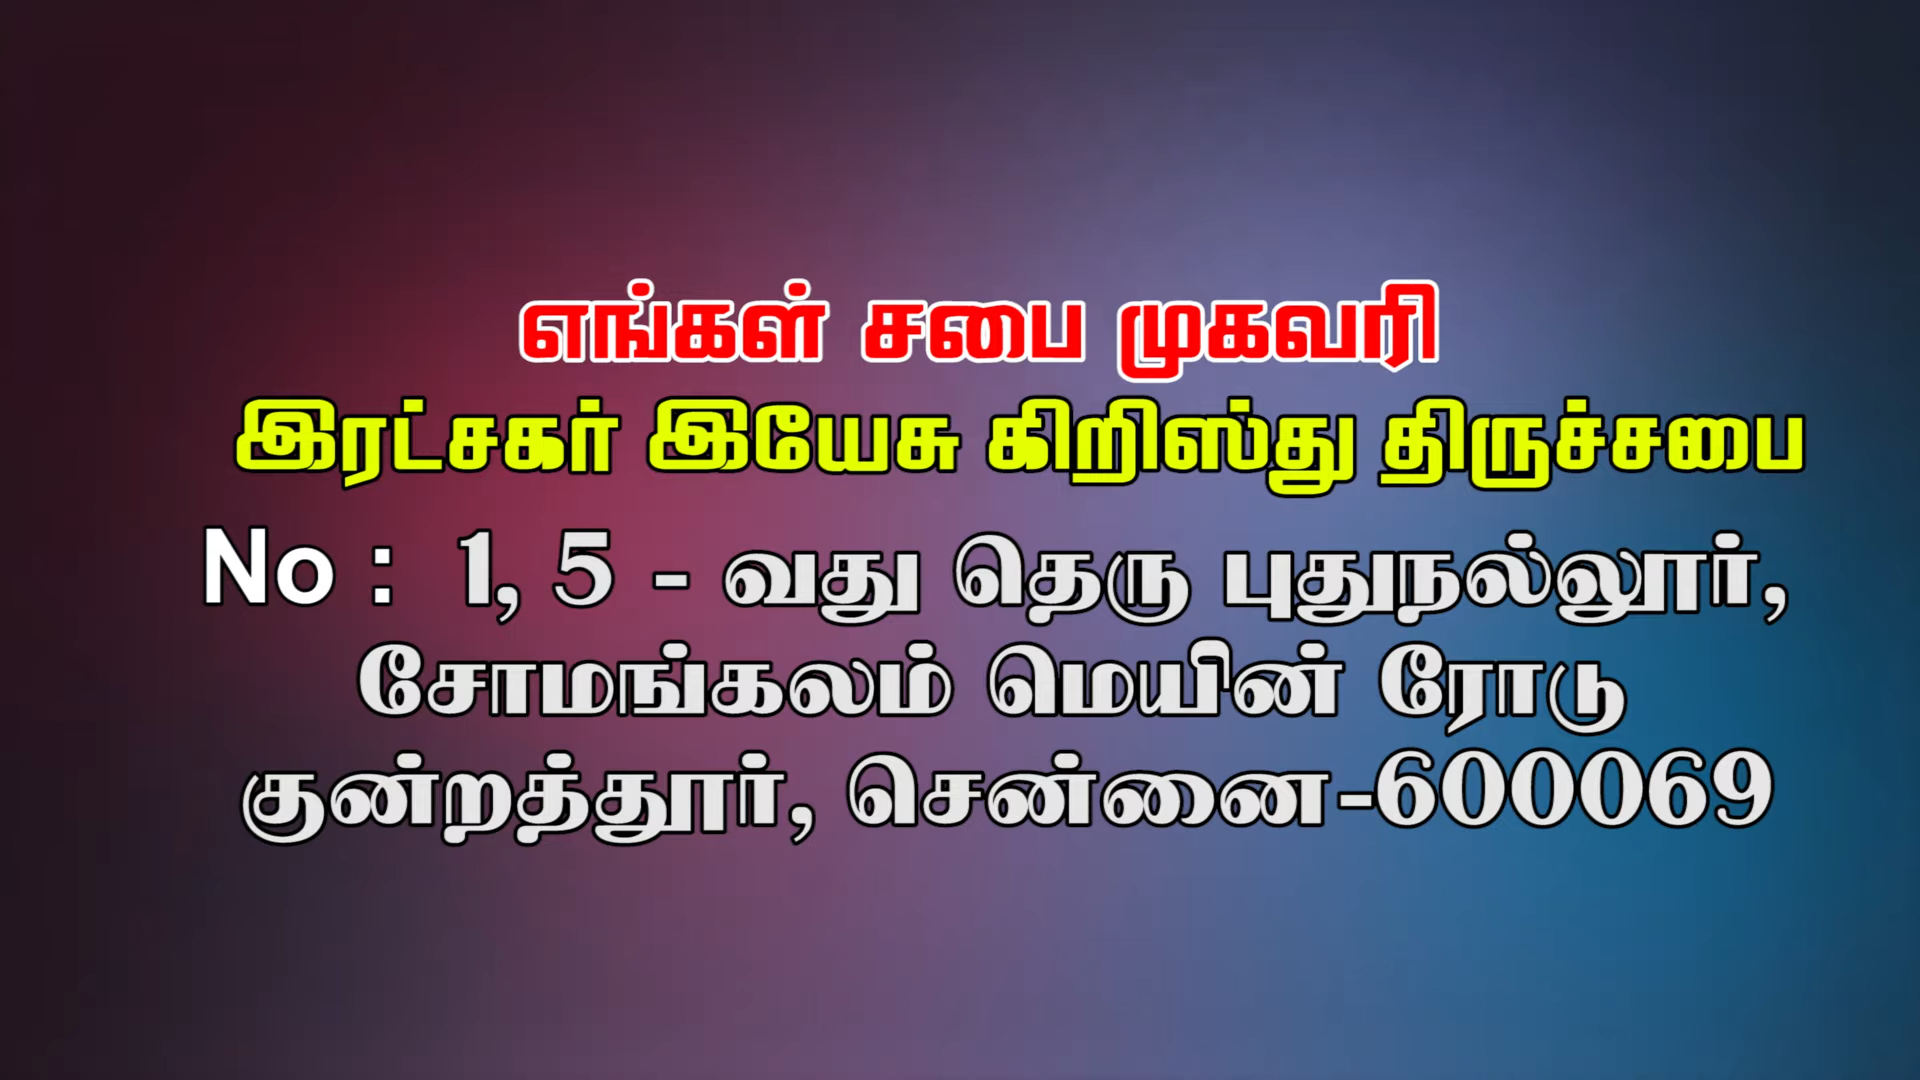 எங்கள் சபை முகவரி
இரட்சகர் இயேசு கிறிஸ்து திருச்சபை
No : 1, 5 - வது தெரு புதுநல்லூர்,
சோமங்கலம் மெயின் ரோடு
குன்றத்தூர், சென்னை-600069